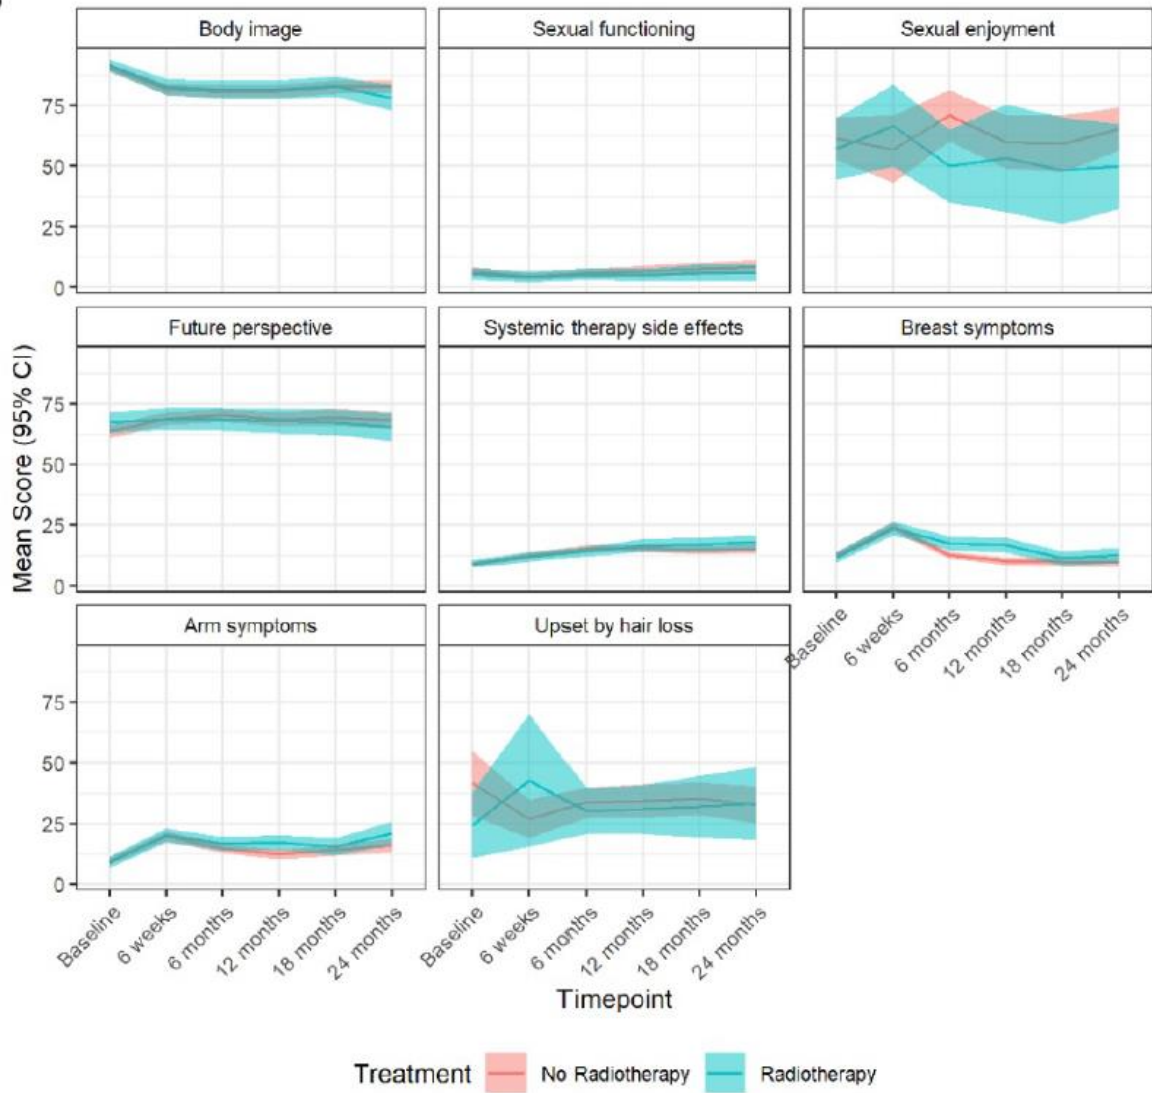 Body image
Sexual functioning
Sexual enjoyment
75
50
25
0
Future perspective
Systemic therapy side effects
Breast symptoms
Mean Score (95% CI)
75
50
25
0
Baseline
6 weeks
6 months
12 months
18 months
24 months
Arm symptoms
Upset by hair loss
75
50
25
0
Baseline
6 weeks
6 months
12 months
18 months
24 months
Baseline
6 weeks
6 months
12 months
18 months
24 months
Timepoint
Treatment No Radiotherapy Radiotherapy